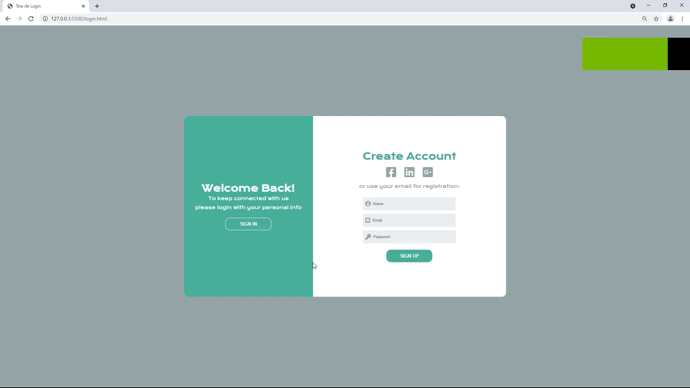 Tela de Login
127.0.0.1:5500/login.html
Welcome Back!
To keep connected with us
please login with your personal info
SIGN IN
Create Account
or use your email for registration:
Name
Email
Password
SIGN UP